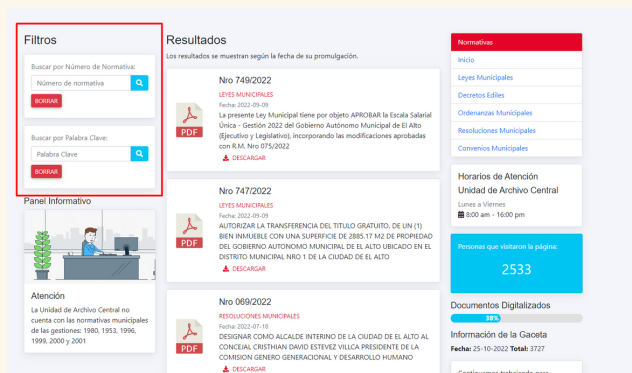 Filtros
Buscar por Número de Normativa:
Número de normativa
BORRAR
Buscar por Palabra Clave:
Palabra Clave
BORRAR
Panel Informativo
Atención
La Unidad de Archivo Central no
cuenta con las normativas municipales
de las gestiones: 1980, 1953, 1996,
1999, 2000 y 2001
Resultados
Los resultados se muestran según la fecha de su promulgación.
PDF
Nro 749/2022
LEYES MUNICIPALES
Fecha: 2022-09-09
La presente Ley Municipal tiene por objeto APROBAR la Escala Salarial
Única - Gestión 2022 del Gobierno Autónomo Municipal de El Alto
(Ejecutivo y Legislativo), incorporando las modificaciones aprobadas
con R.M. Nro 075/2022
DESCARGAR
PDF
Nro 747/2022
LEYES MUNICIPALES
Fecha: 2022-09-09
AUTORIZAR LA TRANSFERENCIA DEL TITULO GRATUITO, DE UN (1)
BIEN INMUEBLE CON UNA SUPERFICIE DE 2885.17 M2 DE PROPIEDAD
DEL GOBIERNO AUTONOMO MUNICIPAL DE EL ALTO UBICADO EN EL
DISTRITO MUNICIPAL NRO 1 DE LA CIUDAD DE EL ALTO
DESCARGAR
PDF
Nro 069/2022
RESOLUCIONES MUNICIPALES
Fecha: 2022-07-18
DESIGNAR COMO ALCALDE INTERINO DE LA CIUDAD DE EL ALTO AL
CONCEJAL CRISTHIAN DAVID ESTEVEZ VILLCA PRESIDENTE DE LA
COMISION GENERO GENERACIONAL Y DESARROLLO HUMANO
DESCARGAR
Normativas
Inicio
Leyes Municipales
Decretos Ediles
Ordenanzas Municipales
Resoluciones Municipales
Convenios Municipales
Horarios de Atención
Unidad de Archivo Central
Lunes a Viernes
8:00 am - 16:00 pm
Personas que visitaron la página:
2533
Documentos Digitalizados
38%
Información de la Gaceta
Fecha: 25-10-2022 Total: 3727